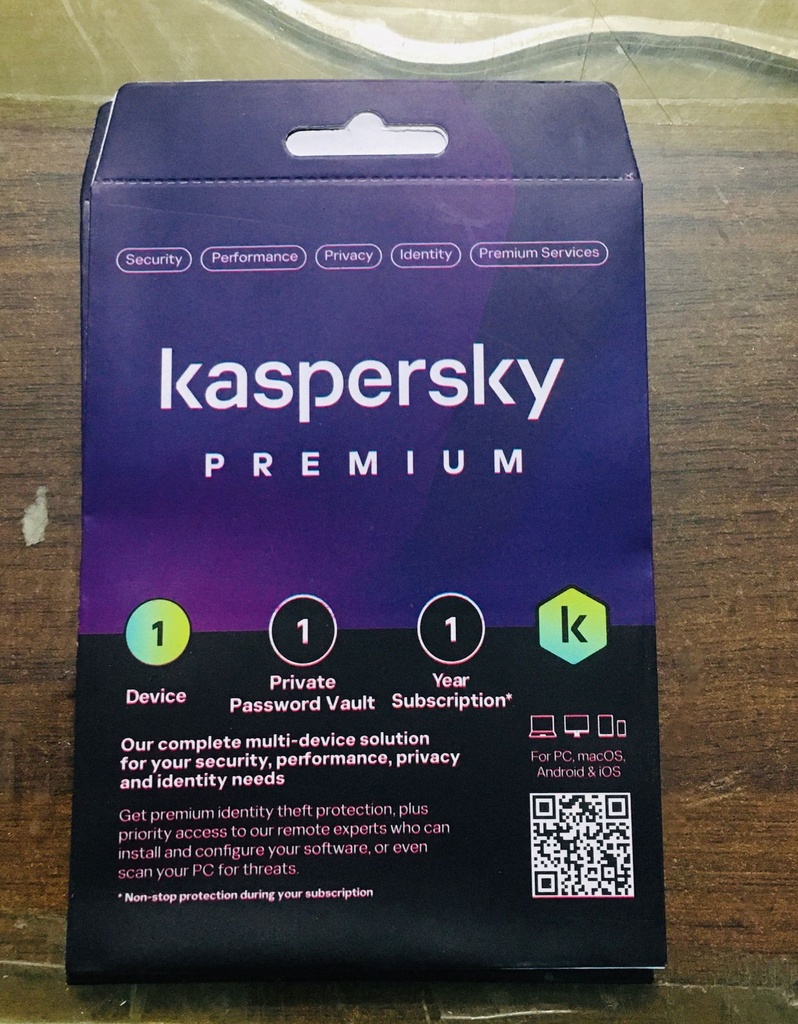 Security Performance Privacy Identity Premium Services
kaspersky
PREMIUM
1 1 1 k
Device
Private
Password Vault
Year
Subscription*
Our complete multi-device solution
for your security, performance, privacy
and identity needs
For PC, macOS,
Android & iOS
Get premium identity theft protection, plus
priority access to our remote experts who can
install and configure your software, or even
scan your PC for threats.
* Non-stop protection during your subscription